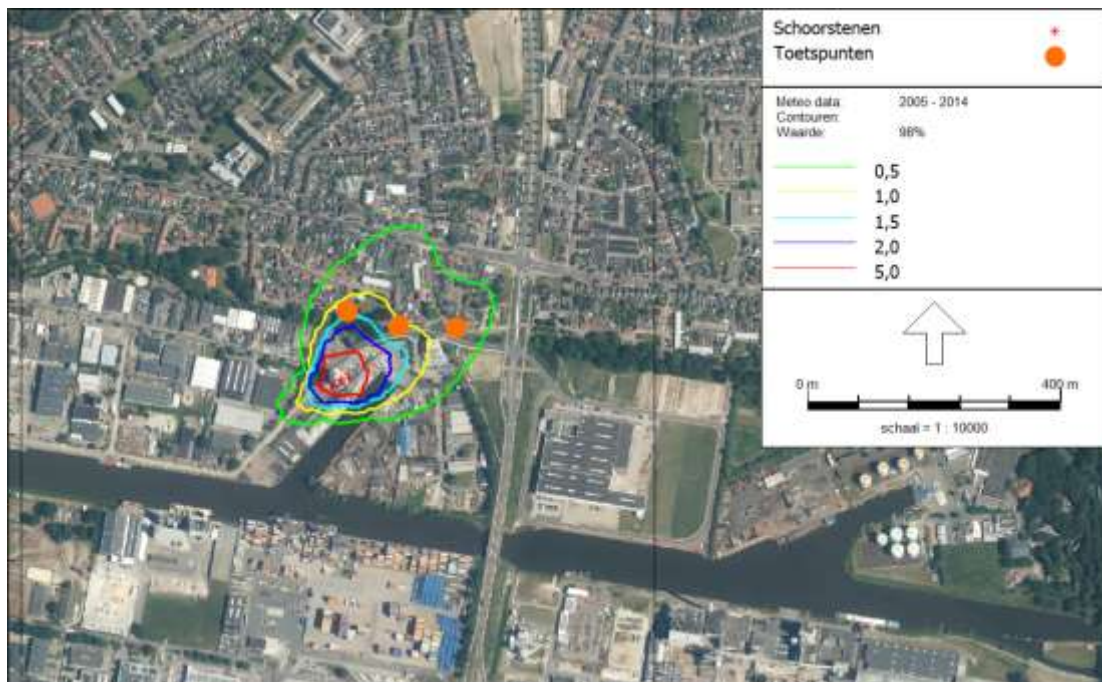 Schoorstenen
Toetspunten
Meteo data: 2005 - 2014
Contouren:
Waarde: 98%
0,5
1,0
1,5
2,0
5,0
0 m 400 m
schaal = 1 : 10000